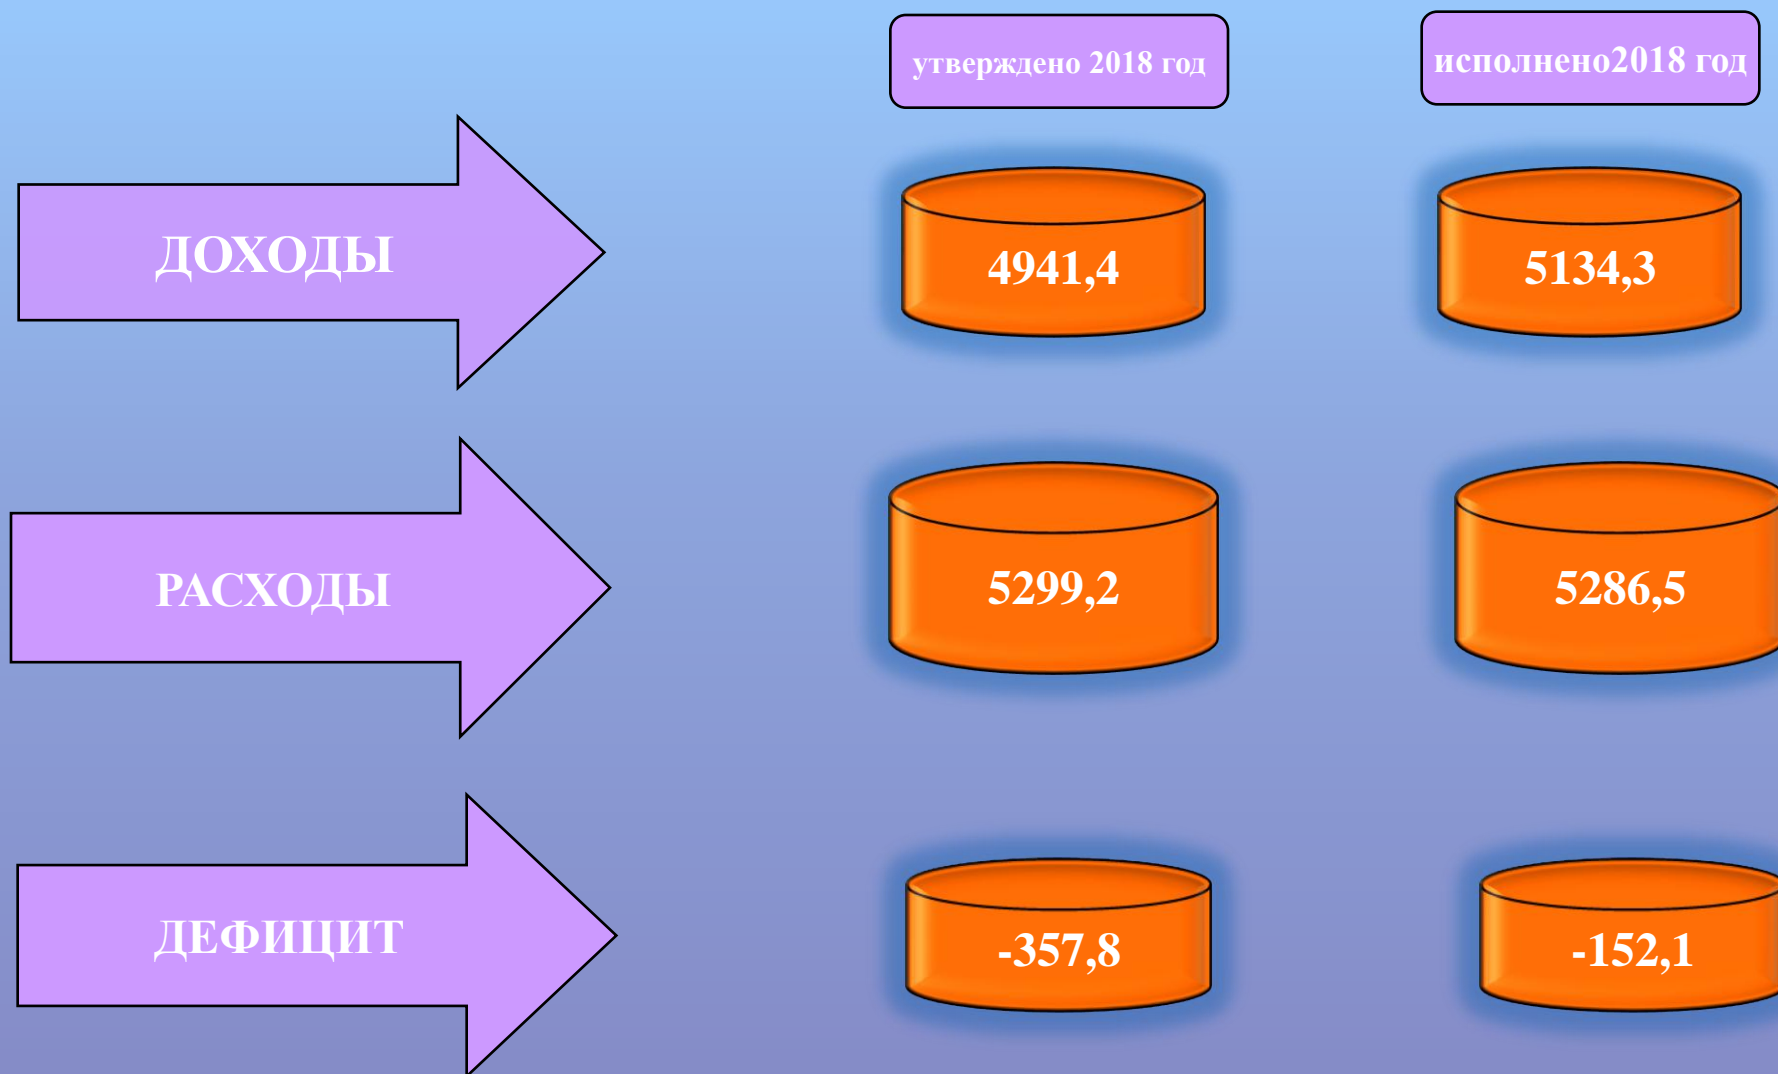 утверждено 2018 год
исполнено2018 год
ДОХОДЫ
4941,4
5134,3
РАСХОДЫ
5299,2
5286,5
ДЕФИЦИТ
-357,8
-152,1